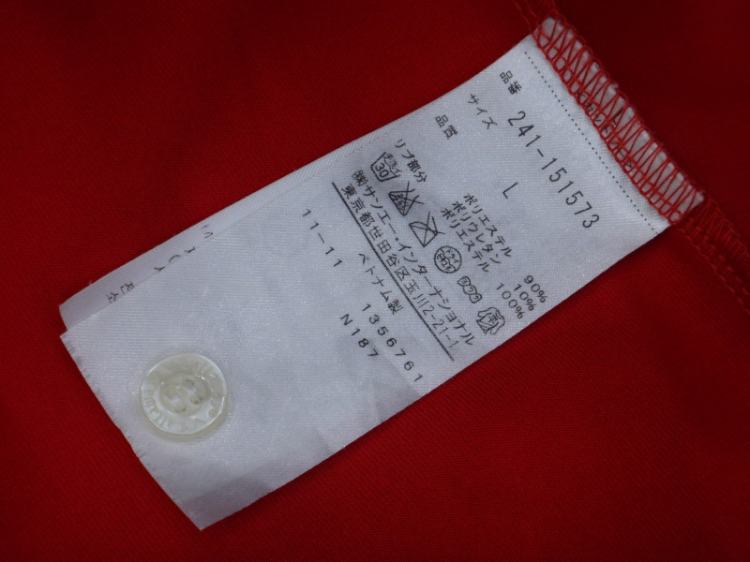 品番 241-151573
サイズ L
品質 ポリエステル 90%
ポリウレタン 10%
リブ部分 ポリエステル 100%
30
㈱サンエー・インターナショナル
東京都世田谷区玉川2-21-1
ベトナム製
11-11 1356761
N187